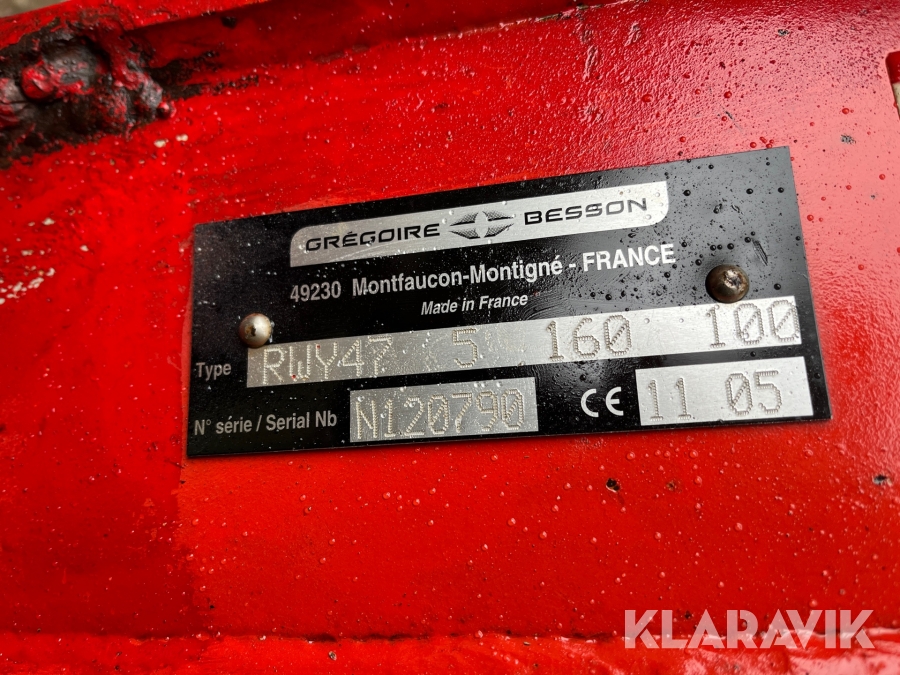 GRÉGOIRE BESSON
49230 Montfaucon-Montigné - FRANCE
Made in France
Type RWY47 5 160 100
N° série / Serial Nb N120790 CE 11 05
KLARAVIK